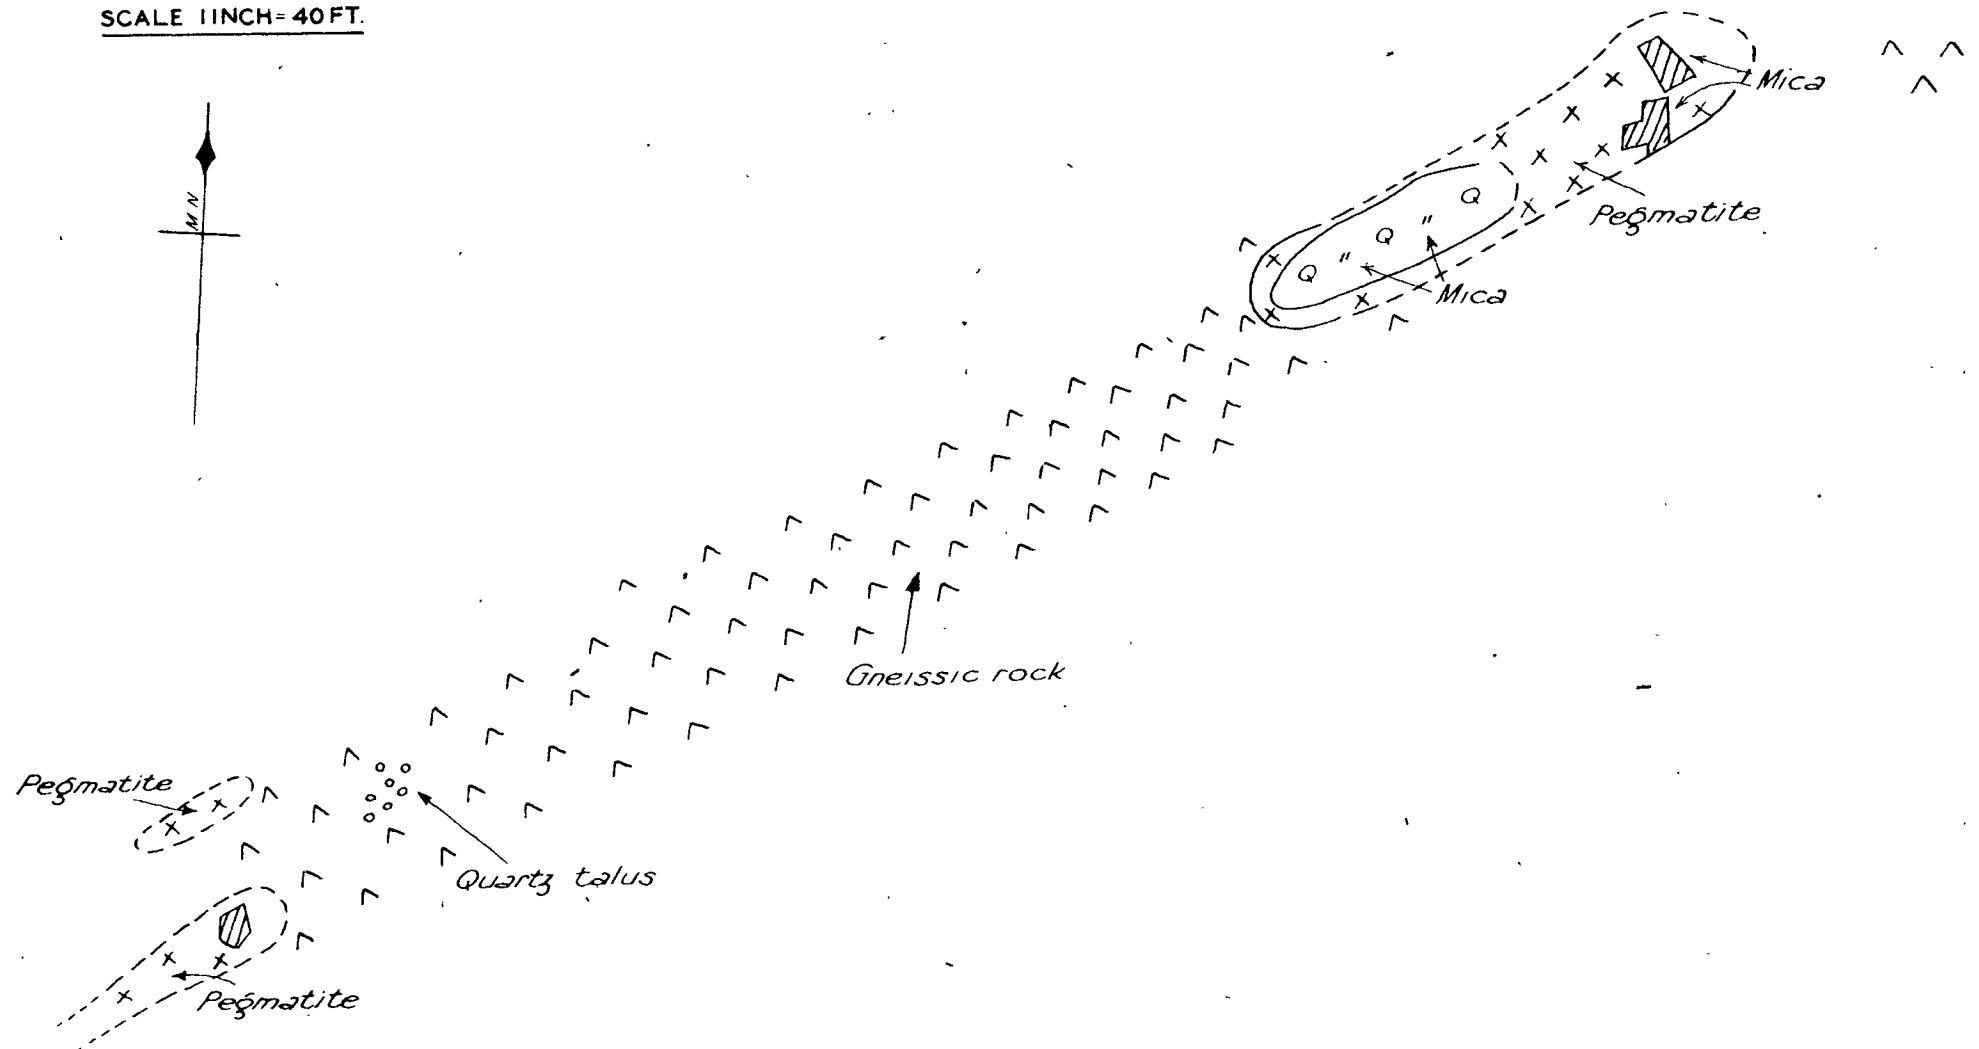 SCALE 1 INCH = 40 FT.
M N
Mica
Pegmatite
Q
Q
Q
Mica
Gneissic rock
Pegmatite
Quartz talus
Pegmatite